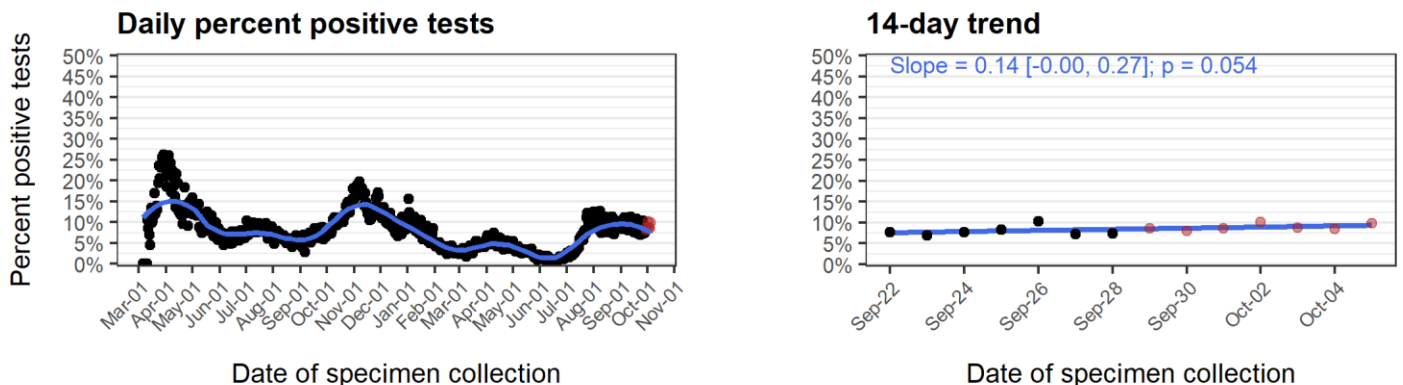 Daily percent positive tests
Percent positive tests
50%
45%
40%
35%
30%
25%
20%
15%
10%
5%
0%
Mar-01
Apr-01
May-01
Jun-01
Jul-01
Aug-01
Sep-01
Oct-01
Nov-01
Dec-01
Jan-01
Feb-01
Mar-01
Apr-01
May-01
Jun-01
Jul-01
Aug-01
Sep-01
Oct-01
Nov-01
Date of specimen collection
14-day trend
Slope = 0.14 [-0.00, 0.27]; p = 0.054
50%
45%
40%
35%
30%
25%
20%
15%
10%
5%
0%
Sep-22
Sep-24
Sep-26
Sep-28
Sep-30
Oct-02
Oct-04
Date of specimen collection